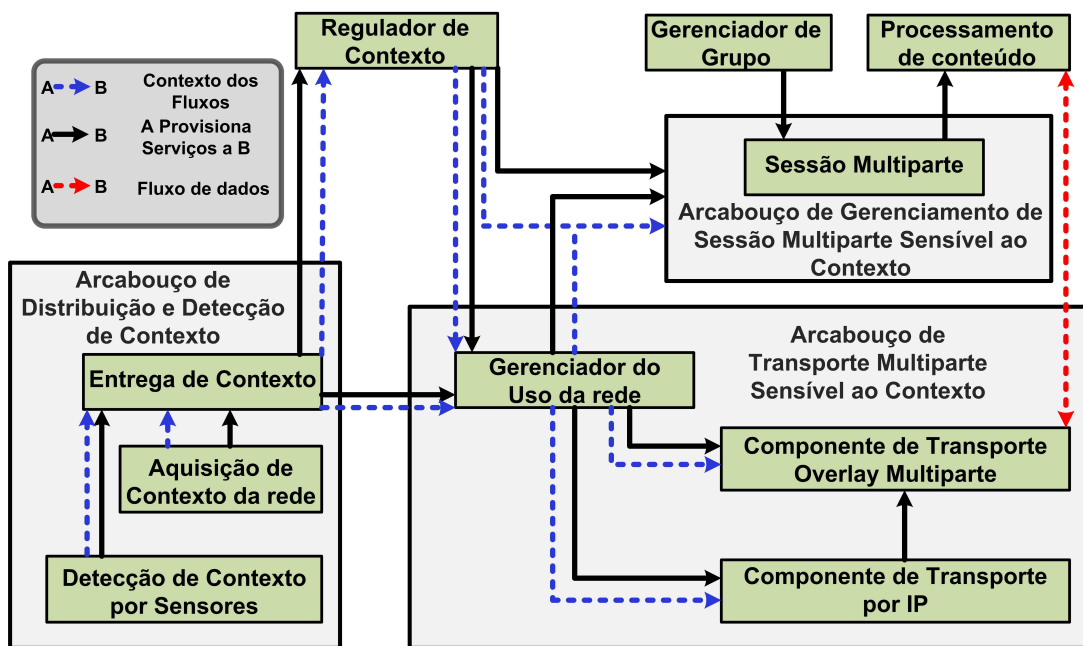 Regulador de
Contexto
Gerenciador de
Grupo
Processamento
de conteúdo
A B Contexto dos
Fluxos
A B A Provisiona
Serviços a B
A B Fluxo de dados
Sessão Multiparte
Arcabouço de Gerenciamento de
Sessão Multiparte Sensível ao
Contexto
Arcabouço de
Distribuição e Detecção
de Contexto
Entrega de Contexto
Aquisição de
Contexto da rede
Detecção de Contexto
por Sensores
Arcabouço de
Transporte Multiparte
Sensível ao Contexto
Gerenciador do
Uso da rede
Componente de Transporte
Overlay Multiparte
Componente de Transporte
por IP